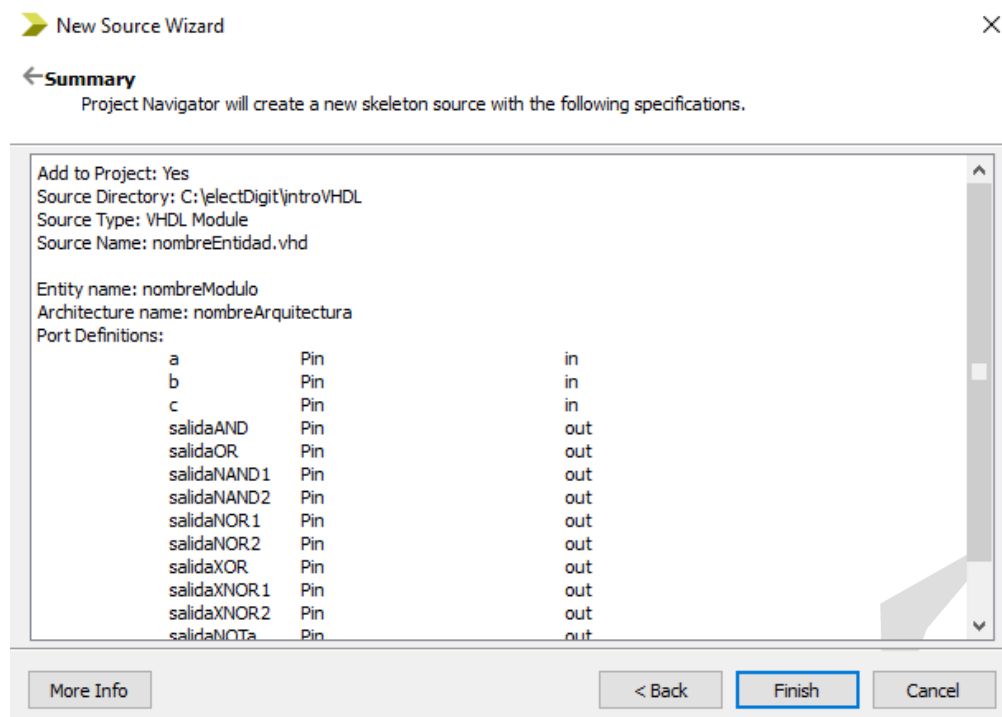 New Source Wizard
Summary
Project Navigator will create a new skeleton source with the following specifications.
Add to Project: Yes
Source Directory: C:\electDigit\introVHDL
Source Type: VHDL Module
Source Name: nombreEntidad.vhd
Entity name: nombreModulo
Architecture name: nombreArquitectura
Port Definitions:
a Pin in
b Pin in
c Pin in
salidaAND Pin out
salidaOR Pin out
salidaNAND1 Pin out
salidaNAND2 Pin out
salidaNOR1 Pin out
salidaNOR2 Pin out
salidaXOR Pin out
salidaXNOR1 Pin out
salidaXNOR2 Pin out
salidaNOTa Pin out
More Info < Back Finish Cancel